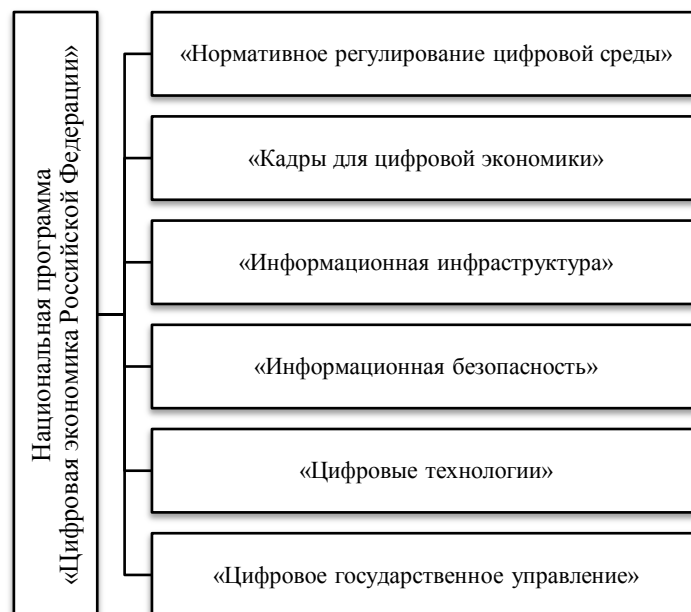 Национальная программа
«Цифровая экономика Российской Федерации»
«Нормативное регулирование цифровой среды»
«Кадры для цифровой экономики»
«Информационная инфраструктура»
«Информационная безопасность»
«Цифровые технологии»
«Цифровое государственное управление»